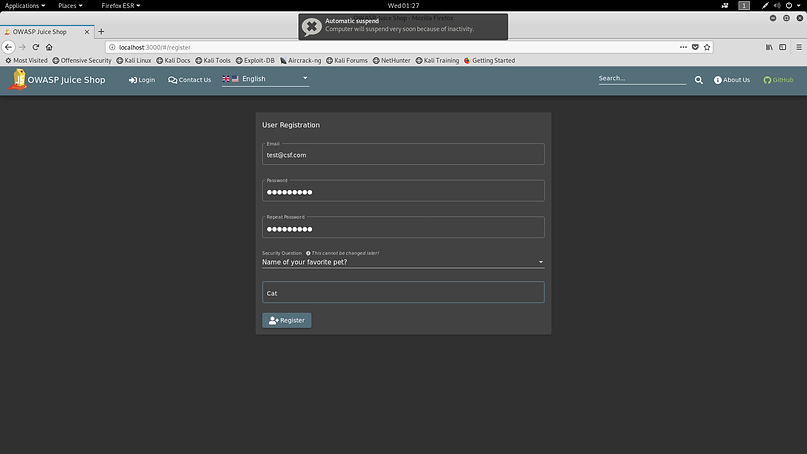 Applications Places Firefox ESR Wed 01:27 1
Automatic suspend
Computer will suspend very soon because of inactivity.
OWASP Juice Shop
localhost:3000/#/register
Most Visited Offensive Security Kali Linux Kali Docs Kali Tools Exploit-DB Aircrack-ng Kali Forums NetHunter Kali Training Getting Started
OWASP Juice Shop Login Contact Us English Search... About Us GitHub
User Registration
Email
test@csf.com
Password
Repeat Password
Security Question This cannot be changed later!
Name of your favorite pet?
Cat
Register